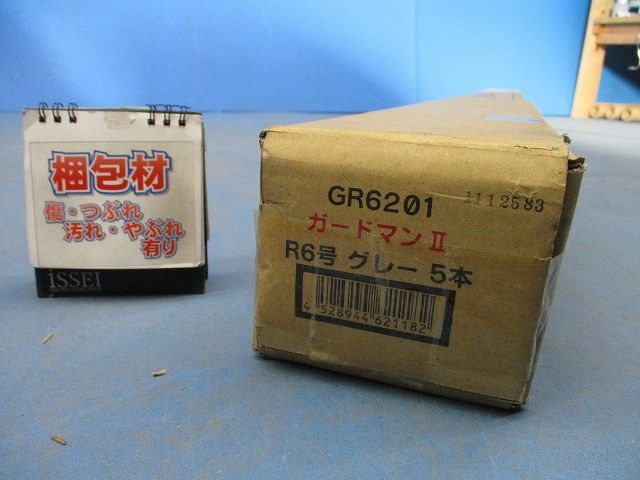 梱包材
傷・つぶれ
汚れ・やぶれ
有り
iSSEI
GR6201
1112583
ガードマンⅡ
R6号 グレー 5本
4 528944 621182